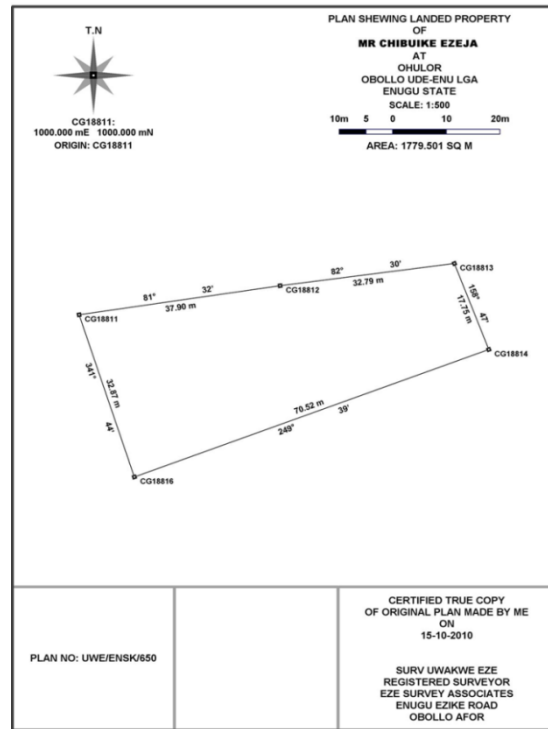 PLAN SHEWING LANDED PROPERTY
OF
MR CHIBUIKE EZEJA
AT
OHULOR
OBOLLO UDE-ENU LGA
ENUGU STATE
SCALE: 1:500
10m 5 0 10 20m
AREA: 1779.501 SQ M
T.N
CG18811:
1000.000 mE 1000.000 mN
ORIGIN: CG18811
81° 32'
37.90 m
82° 30'
32.79 m
CG18811
CG18812
CG18813
158° 47'
17.75 m
CG18814
341° 44'
32.87 m
70.52 m
249° 39'
CG18816
PLAN NO: UWE/ENSK/650
CERTIFIED TRUE COPY
OF ORIGINAL PLAN MADE BY ME
ON
15-10-2010
SURV UWAKWE EZE
REGISTERED SURVEYOR
EZE SURVEY ASSOCIATES
ENUGU EZIKE ROAD
OBOLLO AFOR